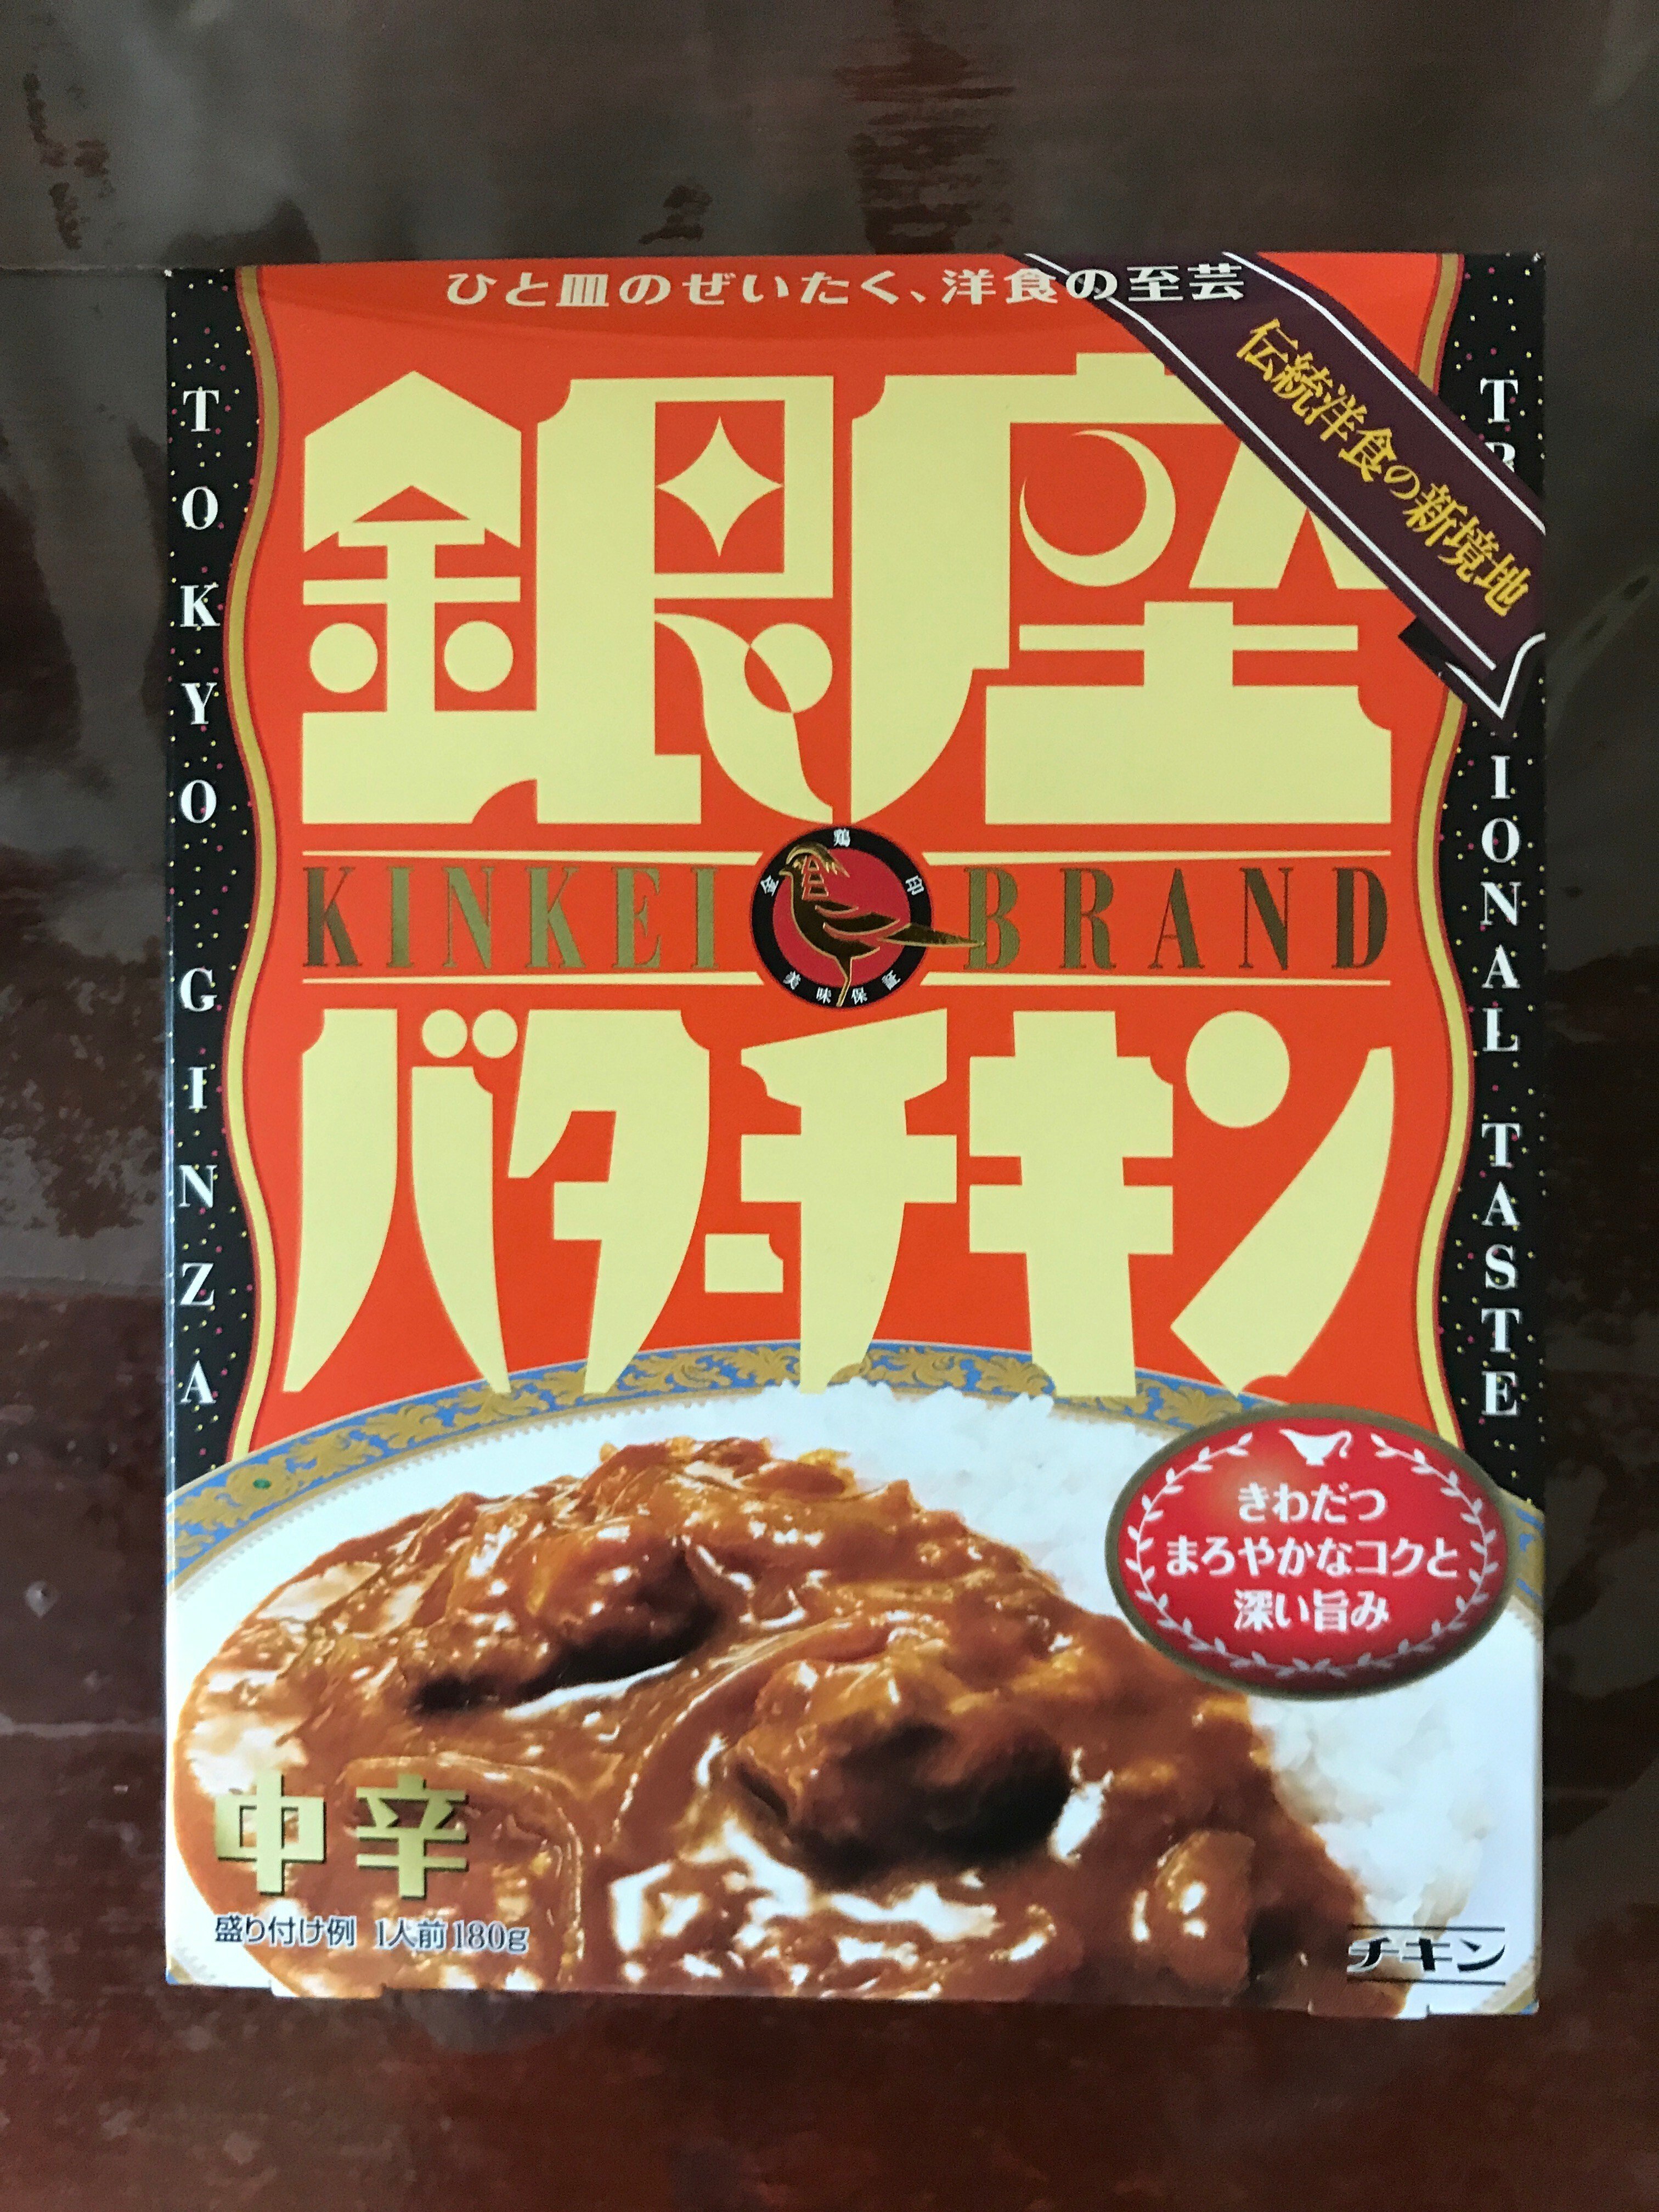 ひと皿のぜいたく、洋食の至芸
伝統洋食の新境地
銀座
KINKEI BRAND
金鶏印
美味保証
バターチキン
TOKYO GINZA
IONAL TASTE
きわだつ
まろやかなコクと
深い旨み
中辛
盛り付け例 1人前180g
チキン